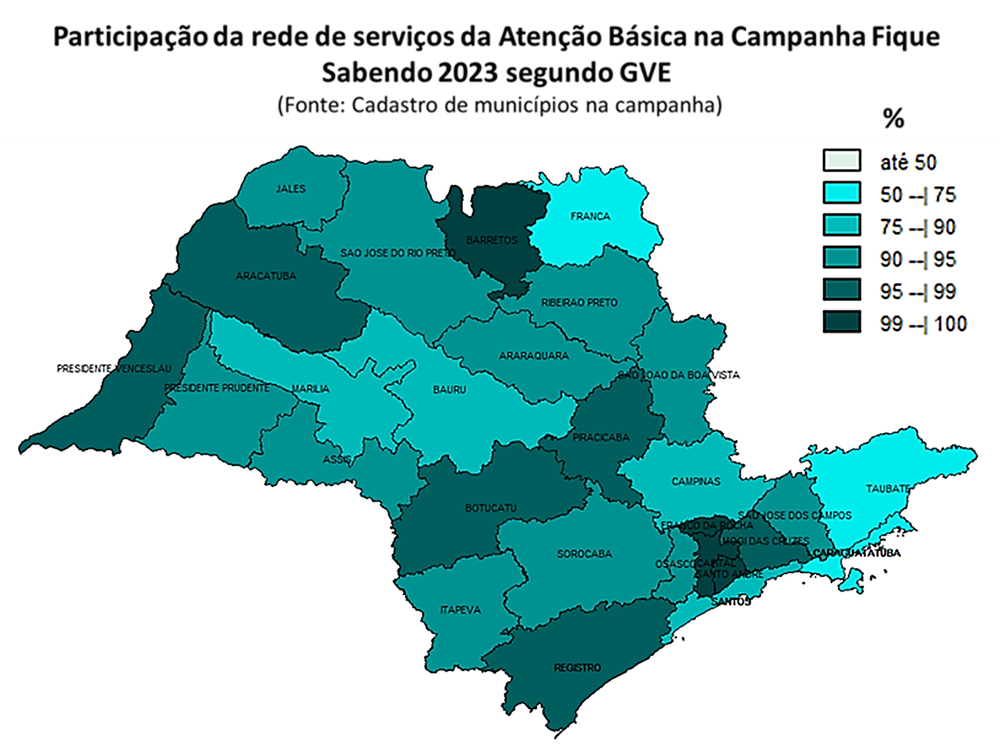 Participação da rede de serviços da Atenção Básica na Campanha Fique
Sabendo 2023 segundo GVE
(Fonte: Cadastro de municípios na campanha)
%
até 50
50 --| 75
75 --| 90
90 --| 95
95 --| 99
99 --| 100
JALES
FRANCA
BARRETOS
SAO JOSE DO RIO PRETO
ARACATUBA
RIBEIRAO PRETO
ARARAQUARA
PRESIDENTE VENCESLAU
SAO JOAO DA BOA VISTA
PRESIDENTE PRUDENTE
MARILIA
BAURU
PIRACICABA
ASSIS
CAMPINAS
TAUBATE
BOTUCATU
SAO JOSE DOS CAMPOS
FRANCO DA ROCHA
MOGI DAS CRUZES
SOROCABA
CARAGUATATUBA
OSASCO
CAPITAL
SANTO ANDRE
SANTOS
ITAPEVA
REGISTRO